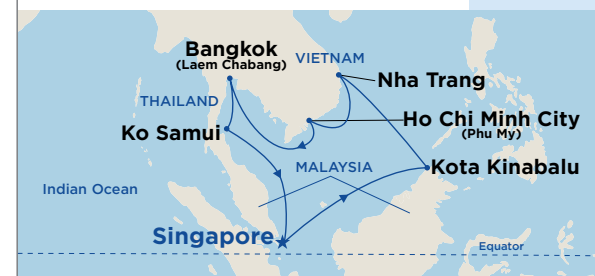 Bangkok
(Laem Chabang)
VIETNAM
Nha Trang
THAILAND
Ho Chi Minh City
(Phu My)
Ko Samui
MALAYSIA
Kota Kinabalu
Indian Ocean
Singapore
Equator